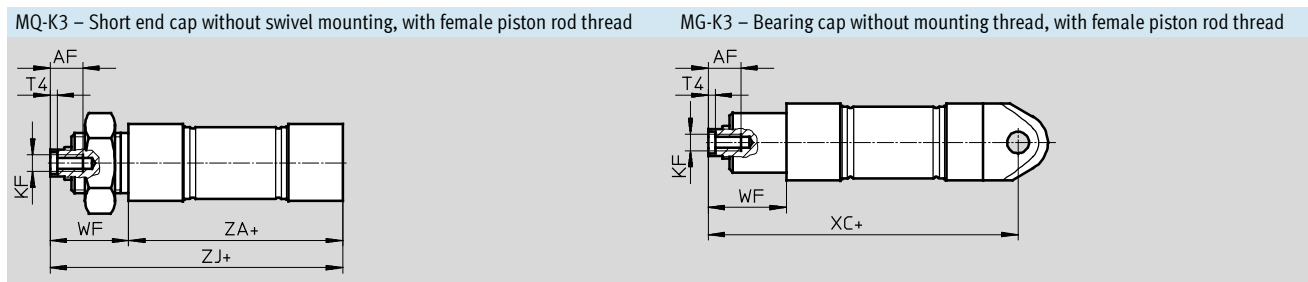 MQ-K3 – Short end cap without swivel mounting, with female piston rod thread
AF
T4
KF
WF
ZA+
ZJ+
MG-K3 – Bearing cap without mounting thread, with female piston rod thread
AF
T4
KF
WF
XC+